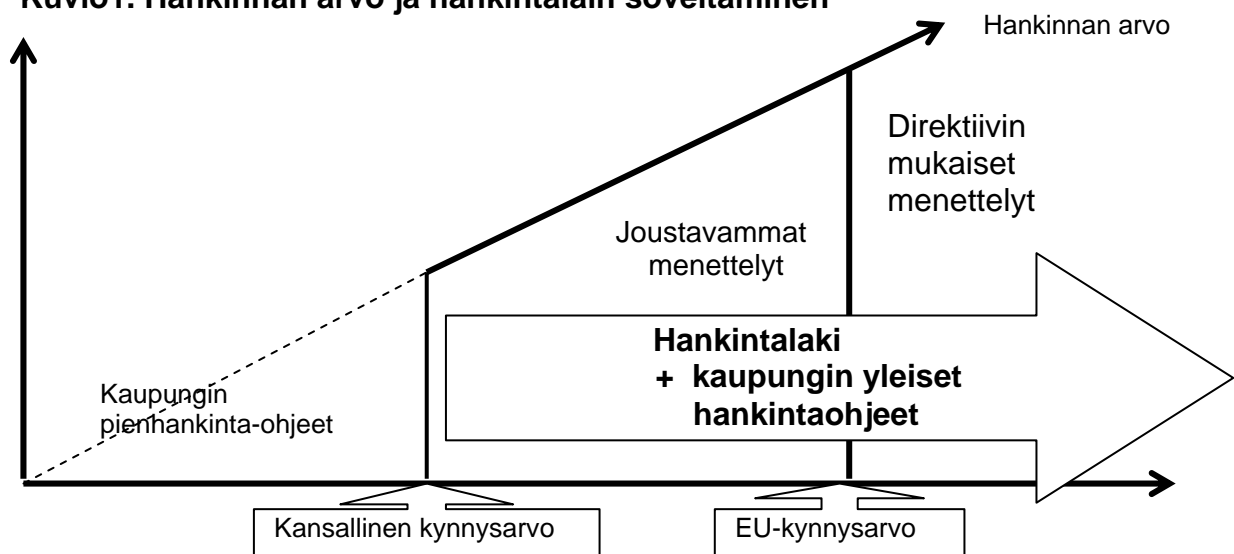 Kuvio1. Hankinnan arvo ja hankintalain soveltaminen
Hankinnan arvo
Direktiivin
mukaiset
menettelyt
Joustavammat
menettelyt
Hankintalaki
+ kaupungin yleiset
hankintaohjeet
Kaupungin
pienhankinta-ohjeet
Kansallinen kynnysarvo
EU-kynnysarvo